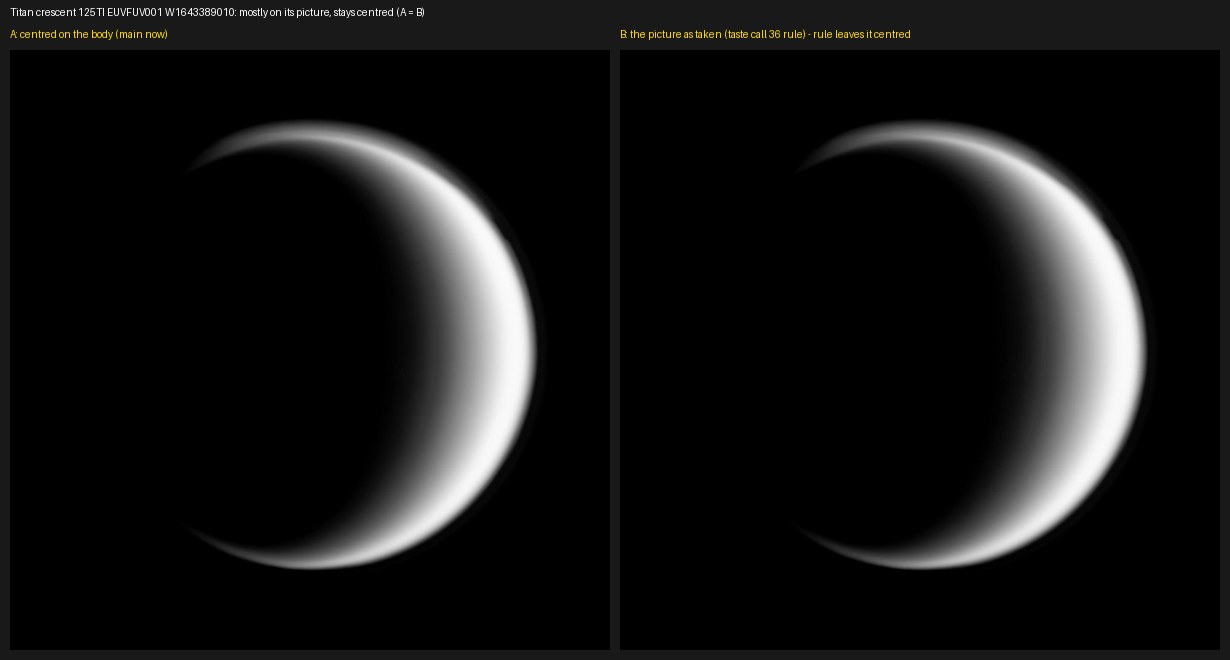 Titan crescent 125TI EUVFUV001 W1643389010: mostly on its picture, stays centred (A = B)
A: centred on the body (main now)
B: the picture as taken (taste call 36 rule) - rule leaves it centred